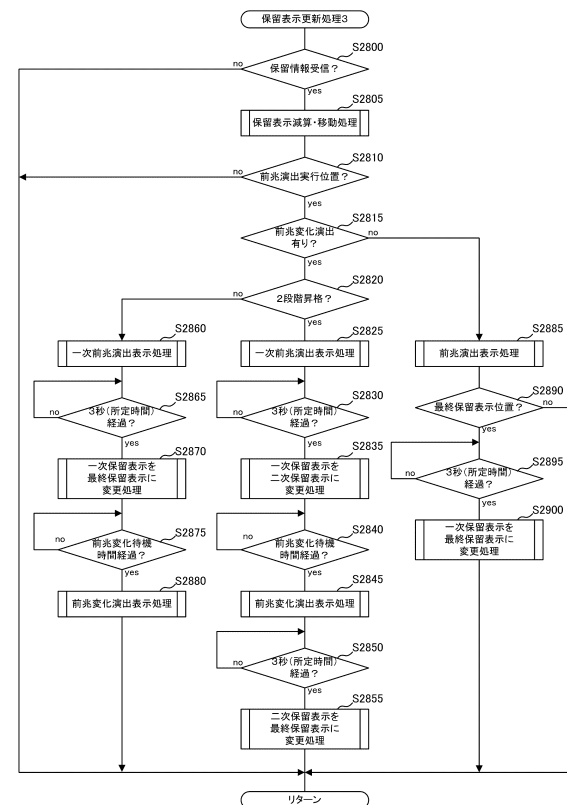 保留表示更新処理3
S2800
保留情報受信？
no
yes
S2805
保留表示減算・移動処理
S2810
前兆演出実行位置？
no
yes
S2815
前兆変化演出
有り？
no
yes
S2820
2段階昇格？
no
yes
S2860
一次前兆演出表示処理
S2865
3秒（所定時間）
経過？
no
yes
S2870
一次保留表示を
最終保留表示に
変更処理
S2875
前兆変化待機
時間経過？
no
yes
S2880
前兆変化演出表示処理
S2825
一次前兆演出表示処理
S2830
3秒（所定時間）
経過？
no
yes
S2835
一次保留表示を
二次保留表示に
変更処理
S2840
前兆変化待機
時間経過？
no
yes
S2845
前兆変化演出表示処理
S2850
3秒（所定時間）
経過？
no
yes
S2855
二次保留表示を
最終保留表示に
変更処理
S2885
前兆演出表示処理
S2890
最終保留表示位置？
no
yes
S2895
3秒（所定時間）
経過？
no
yes
S2900
一次保留表示を
最終保留表示に
変更処理
リターン